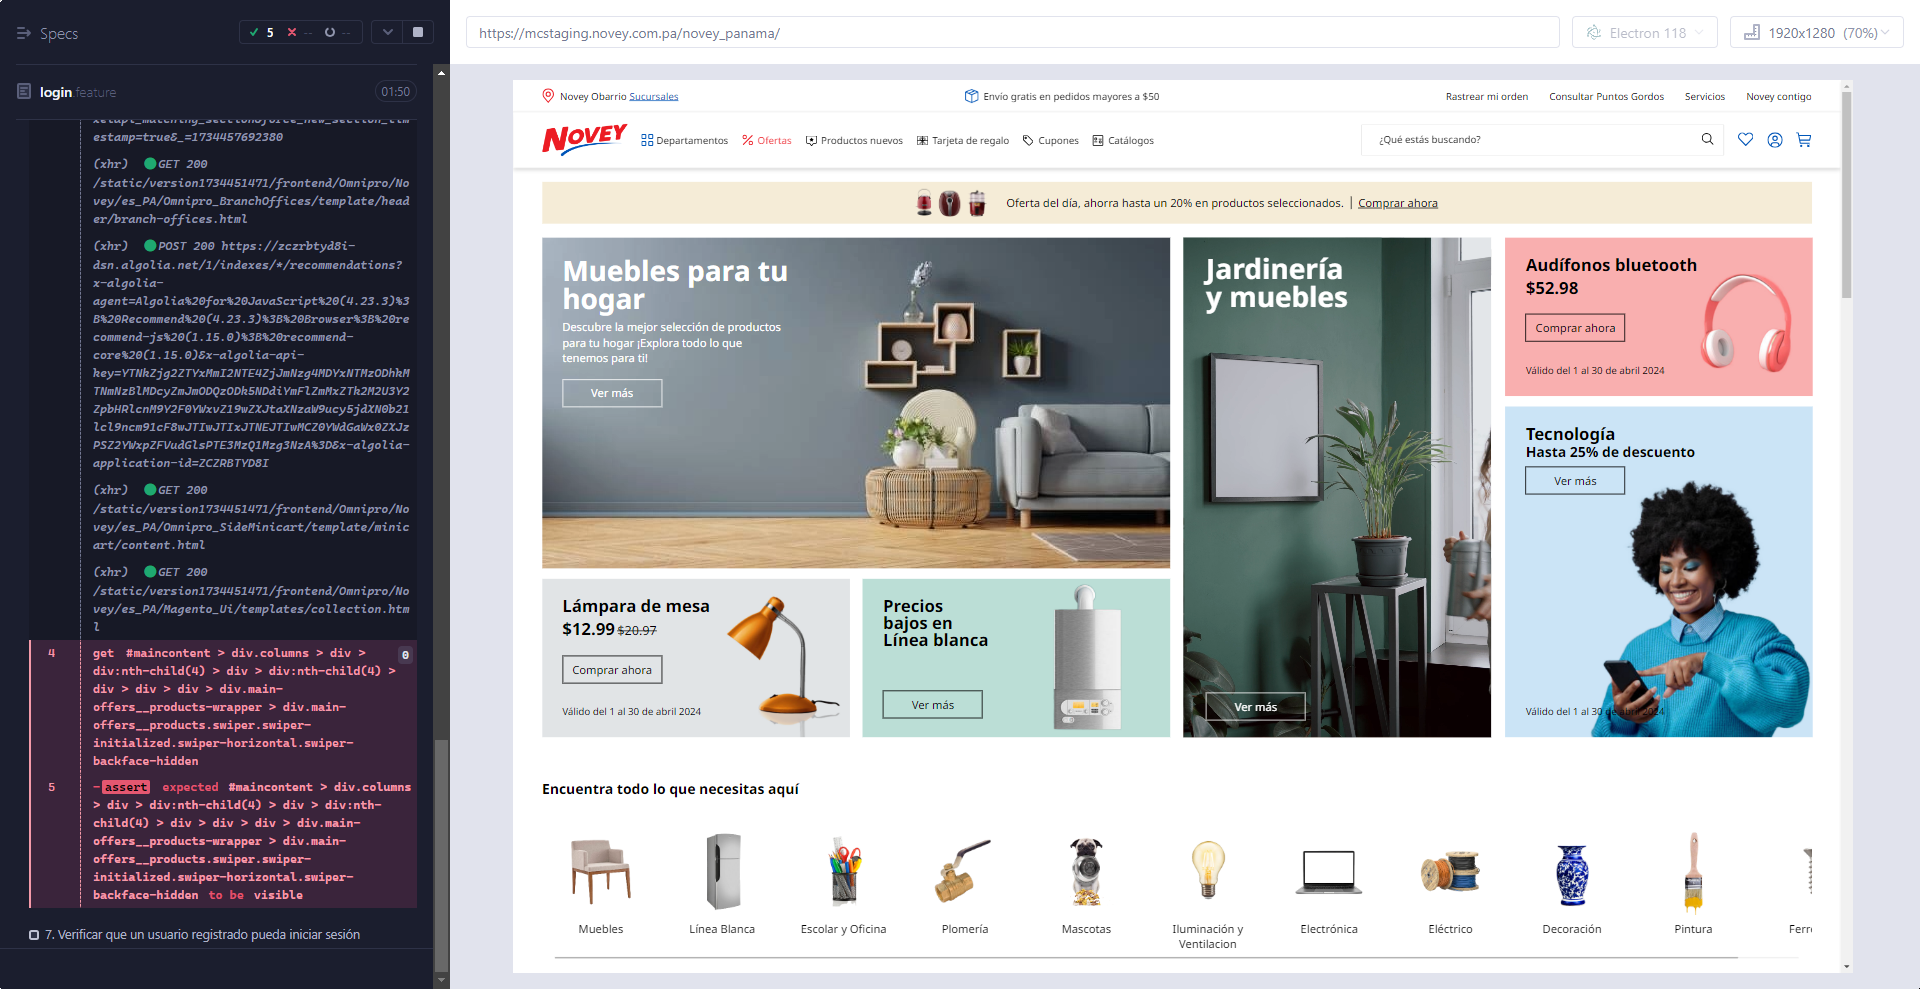 Specs
5
--
--
https://mcstaging.novey.com.pa/novey_panama/
Electron 118
1920x1280 (70%)
login.feature
01:50
estamp=true&_=1734457692380
(xhr) GET 200
/static/version1734451471/frontend/Omnipro/No
vey/es_PA/Omnipro_BranchOffices/template/head
er/branch-offices.html
(xhr) POST 200 https://zczrbtyd8i-
dsn.algolia.net/1/indexes/*/recommendations?
x-algolia-
agent=Algolia%20for%20JavaScript%20(4.23.3)%3
B%20Recommend%20(4.23.3)%3B%20Browser%3B%20re
commend-js%20(1.15.0)%3B%20recommend-
core%20(1.15.0)&x-algolia-api-
application-id=ZCZRBTYD8I
(xhr) GET 200
/static/version1734451471/frontend/Omnipro/No
vey/es_PA/Omnipro_SideMinicart/template/minic
art/content.html
(xhr) GET 200
/static/version1734451471/frontend/Omnipro/No
vey/es_PA/Magento_Ui/templates/collection.htm
l
4 get #maincontent > div.columns > div > 0
div:nth-child(4) > div > div:nth-child(4) >
div > div > div > div.main-
offers__products-wrapper > div.main-
offers__products.swiper.swiper-
initialized.swiper-horizontal.swiper-
backface-hidden
5 -assert expected #maincontent > div.columns
> div > div:nth-child(4) > div > div:nth-
child(4) > div > div > div > div.main-
offers__products-wrapper > div.main-
offers__products.swiper.swiper-
initialized.swiper-horizontal.swiper-
backface-hidden to be visible
7. Verificar que un usuario registrado pueda iniciar sesión
Novey Obarrio Sucursales
Envío gratis en pedidos mayores a $50
Rastrear mi orden
Consultar Puntos Gordos
Servicios
Novey contigo
NOVEY
Departamentos
Ofertas
Productos nuevos
Tarjeta de regalo
Cupones
Catálogos
¿Qué estás buscando?
Oferta del día, ahorra hasta un 20% en productos seleccionados. | Comprar ahora
Muebles para tu
hogar
Descubre la mejor selección de productos
para tu hogar ¡Explora todo lo que
tenemos para ti!
Ver más
Jardinería
y muebles
Ver más
Audífonos bluetooth
$52.98
Comprar ahora
Válido del 1 al 30 de abril 2024
Tecnología
Hasta 25% de descuento
Ver más
Válido del 1 al 30 de abril 2024
Lámpara de mesa
$12.99 $20.97
Comprar ahora
Válido del 1 al 30 de abril 2024
Precios
bajos en
Línea blanca
Ver más
Encuentra todo lo que necesitas aquí
Muebles
Línea Blanca
Escolar y Oficina
Plomería
Mascotas
Iluminación y
Ventilacion
Electrónica
Eléctrico
Decoración
Pintura
Ferre